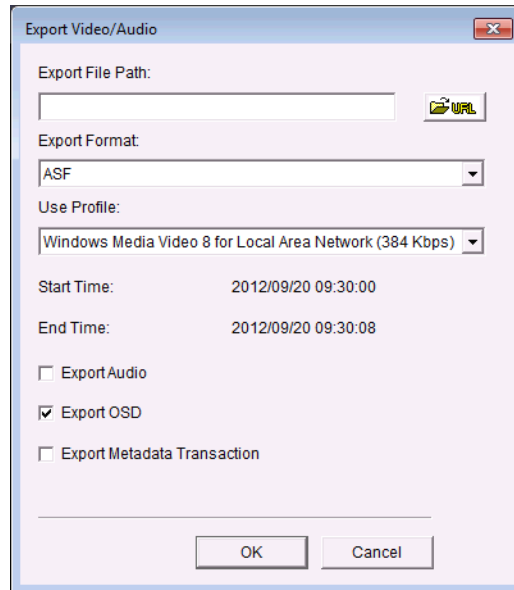 Export Video/Audio
Export File Path:
URL
Export Format:
ASF
Use Profile:
Windows Media Video 8 for Local Area Network (384 Kbps)
Start Time: 2012/09/20 09:30:00
End Time: 2012/09/20 09:30:08
Export Audio
Export OSD
Export Metadata Transaction
OK Cancel